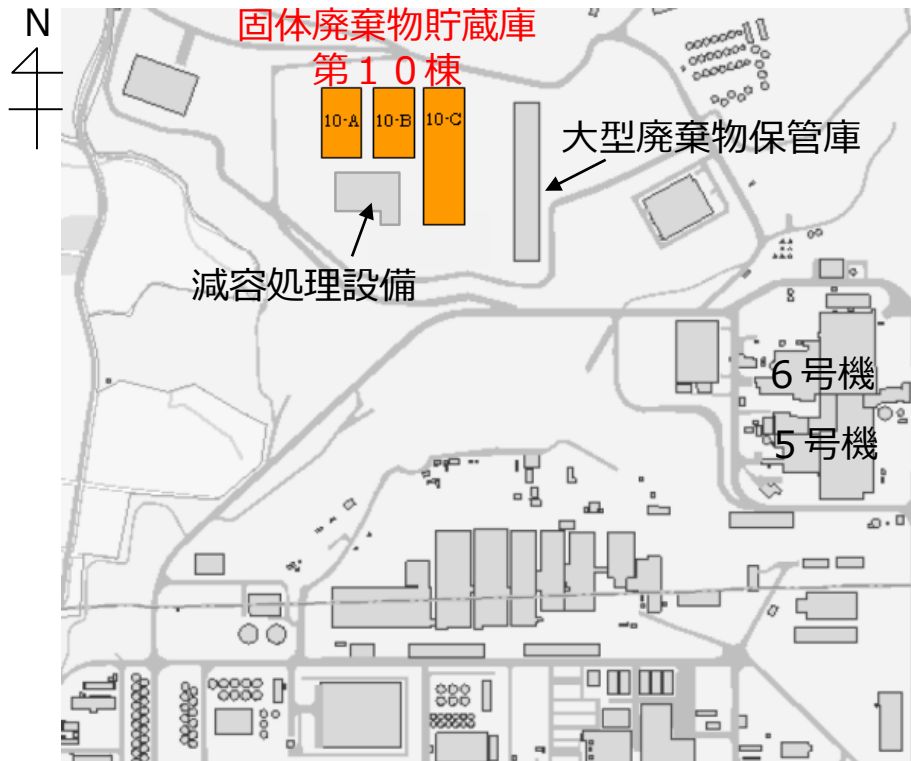 N
固体廃棄物貯蔵庫
第１０棟
10-A
10-B
10-C
大型廃棄物保管庫
減容処理設備
６号機
５号機